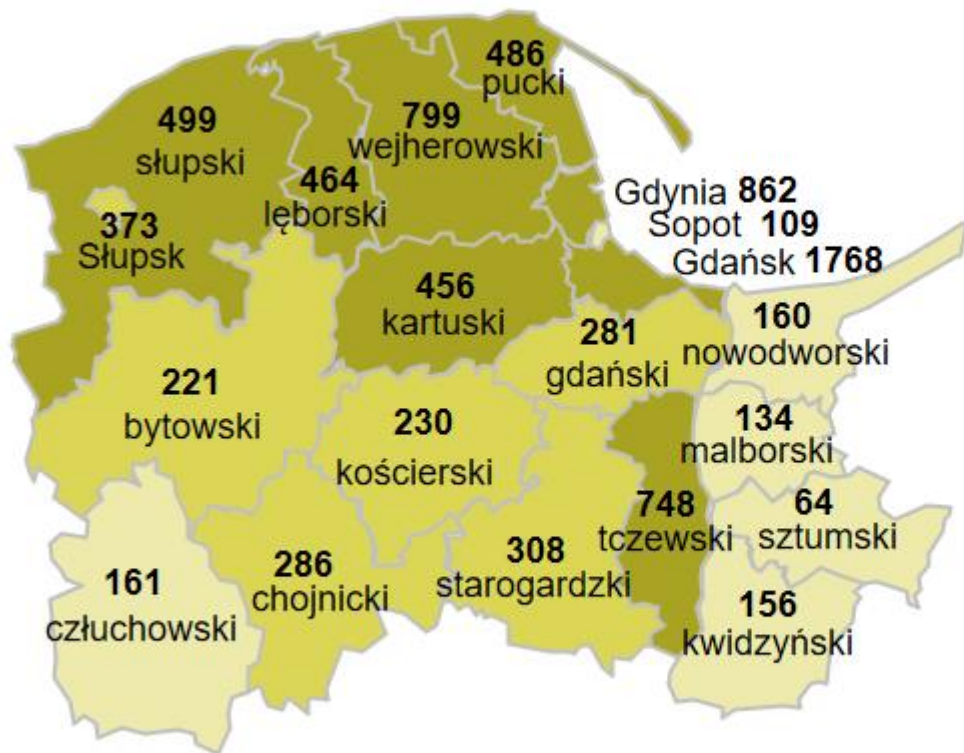 486
pucki
499
słupski
799
wejherowski
464
lęborski
Gdynia 862
Sopot 109
Gdańsk 1768
373
Słupsk
456
kartuski
281
gdański
160
nowodworski
221
bytowski
230
kościerski
134
malborski
748
tczewski
64
sztumski
161
człuchowski
286
chojnicki
308
starogardzki
156
kwidzyński